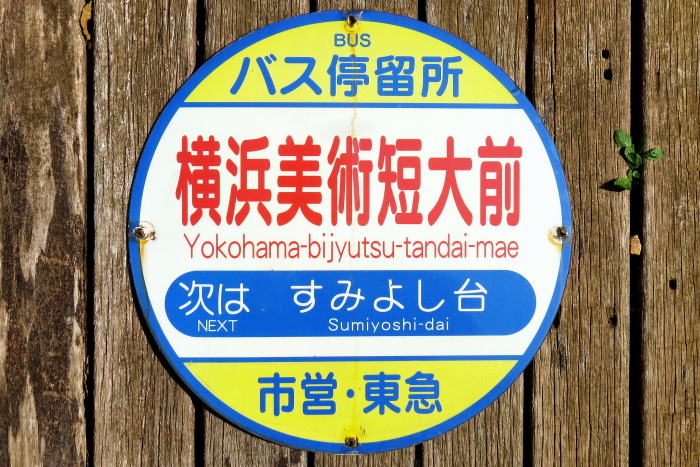 BUS
バス停留所
横浜美術短大前
Yokohama-bijyutsu-tandai-mae
次は すみよし台
NEXT Sumiyoshi-dai
市営・東急